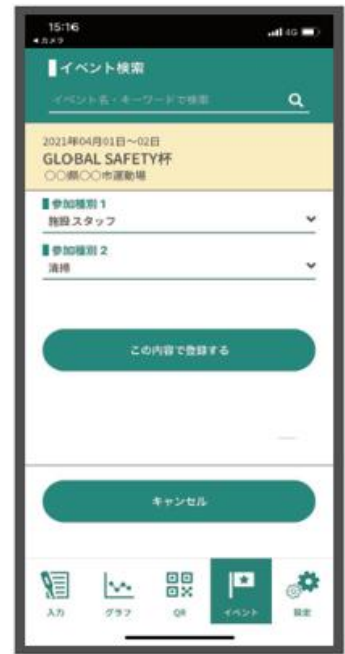 15:16
◀カメラ
4G
イベント検索
イベント名・キーワードで検索
2021年04月01日〜02日
GLOBAL SAFETY杯
〇〇県〇〇市運動場
参加種別 1
施設スタッフ
参加種別 2
清掃
この内容で登録する
キャンセル
入力
グラフ
QR
イベント
設定